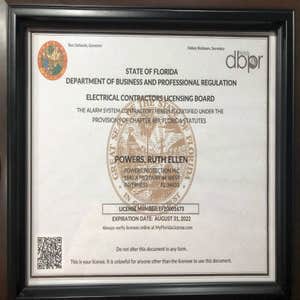 Ron DeSantis, Governor
Halsey Beshears, Secretary
dbpr
STATE OF FLORIDA
DEPARTMENT OF BUSINESS AND PROFESSIONAL REGULATION
ELECTRICAL CONTRACTORS LICENSING BOARD
THE ALARM SYSTEM CONTRACTOR I HEREIN IS CERTIFIED UNDER THE
PROVISIONS OF CHAPTER 489, FLORIDA STATUTES
POWERS, RUTH ELLEN
POWERS PROTECTION INC
LICENSE NUMBER:
EXPIRATION DATE: AUGUST 31, 2022
Always verify licenses online at MyFloridaLicense.com
Do not alter this document in any form.
This is your license. It is unlawful for anyone other than the licensee to use this document.